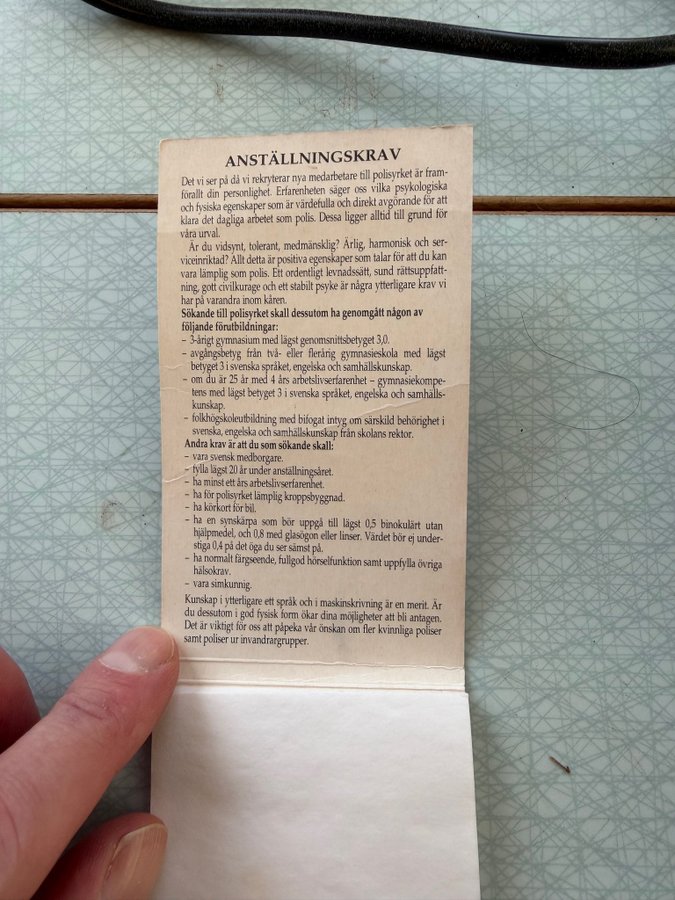 ANSTÄLLNINGSKRAV
Det vi ser på då vi rekryterar nya medarbetare till polisyrket är fram-
förallt din personlighet. Erfarenheten säger oss vilka psykologiska
och fysiska egenskaper som är värdefulla och direkt avgörande för att
klara det dagliga arbetet som polis. Dessa ligger alltid till grund för
våra urval.
Är du vidsynt, tolerant, medmänsklig? Ärlig, harmonisk och ser-
viceinriktad? Allt detta är positiva egenskaper som talar för att du kan
vara lämplig som polis. Ett ordentligt levnadssätt, sund rättsuppfatt-
ning, gott civilkurage och ett stabilt psyke är några ytterligare krav vi
har på varandra inom kåren.
Sökande till polisyrket skall dessutom ha genomgått någon av
följande förutbildningar:
– 3-årigt gymnasium med lägst genomsnittsbetyget 3,0.
– avgångsbetyg från två- eller flerårig gymnasieskola med lägst
betyget 3 i svenska språket, engelska och samhällskunskap.
– om du är 25 år med 4 års arbetslivserfarenhet – gymnasiekompe-
tens med lägst betyget 3 i svenska språket, engelska och samhälls-
kunskap.
– folkhögskoleutbildning med bifogat intyg om särskild behörighet i
svenska, engelska och samhällskunskap från skolans rektor.
Andra krav är att du som sökande skall:
– vara svensk medborgare.
– fylla lägst 20 år under anställningsåret.
– ha minst ett års arbetslivserfarenhet.
– ha för polisyrket lämplig kroppsbyggnad.
– ha körkort för bil.
– ha en synskärpa som bör uppgå till lägst 0,5 binokulärt utan
hjälpmedel, och 0,8 med glasögon eller linser. Värdet bör ej under-
stiga 0,4 på det öga du ser sämst på.
– ha normalt färgseende, fullgod hörselfunktion samt uppfylla övriga
hälsokrav.
– vara simkunnig.
Kunskap i ytterligare ett språk och i maskinskrivning är en merit. Är
du dessutom i god fysisk form ökar dina möjligheter att bli antagen.
Det är viktigt för oss att påpeka vår önskan om fler kvinnliga poliser
samt poliser ur invandrargrupper.